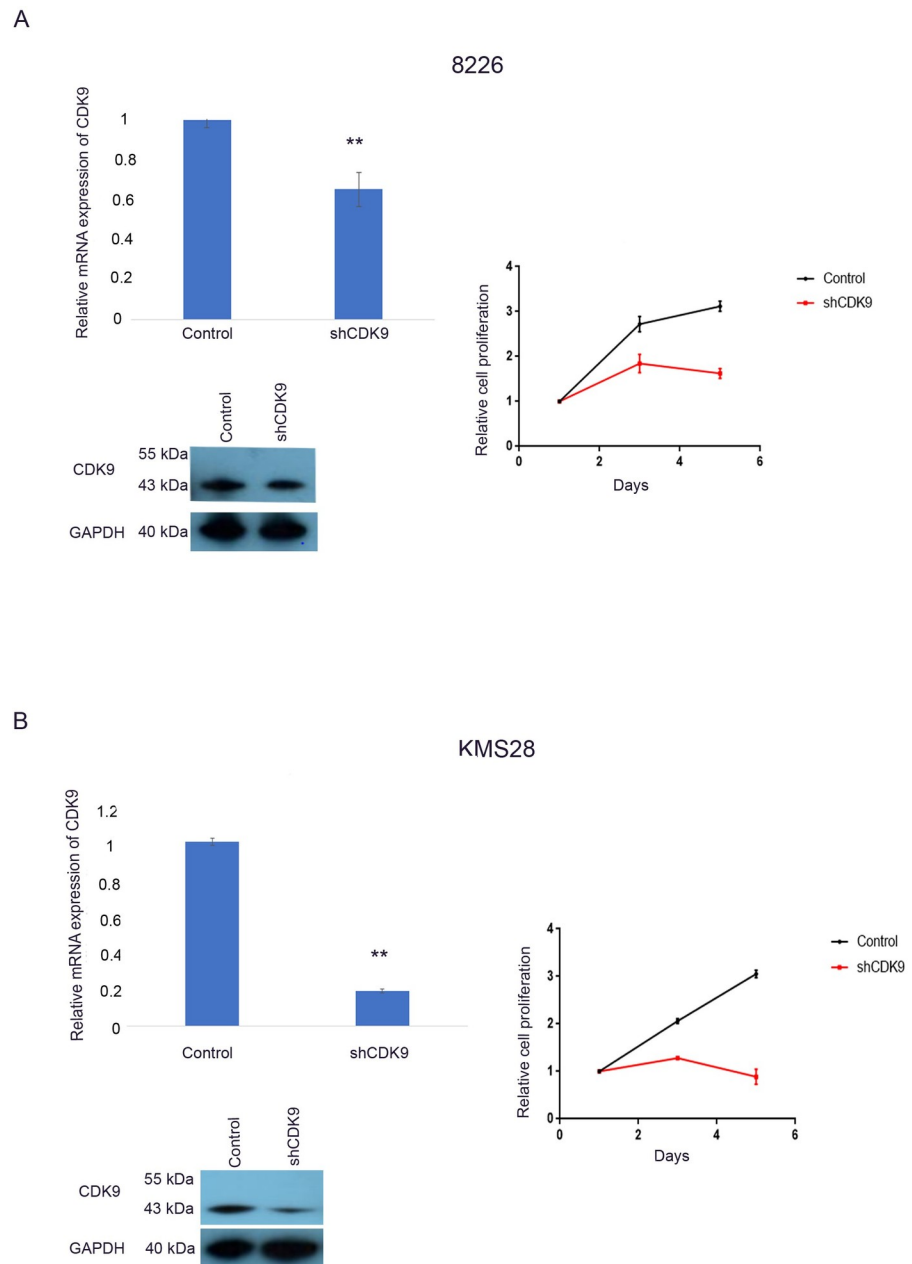 A
8226
Relative mRNA expression of CDK9
1
0.8
0.6
0.4
0.2
0
**
Control
shCDK9
Control
shCDK9
CDK9
55 kDa
43 kDa
GAPDH
40 kDa
Relative cell proliferation
4
3
2
1
0
0
2
4
6
Days
Control
shCDK9
B
KMS28
Relative mRNA expression of CDK9
1.2
1
0.8
0.6
0.4
0.2
0
**
Control
shCDK9
Control
shCDK9
CDK9
55 kDa
43 kDa
GAPDH
40 kDa
Relative cell proliferation
4
3
2
1
0
0
2
4
6
Days
Control
shCDK9